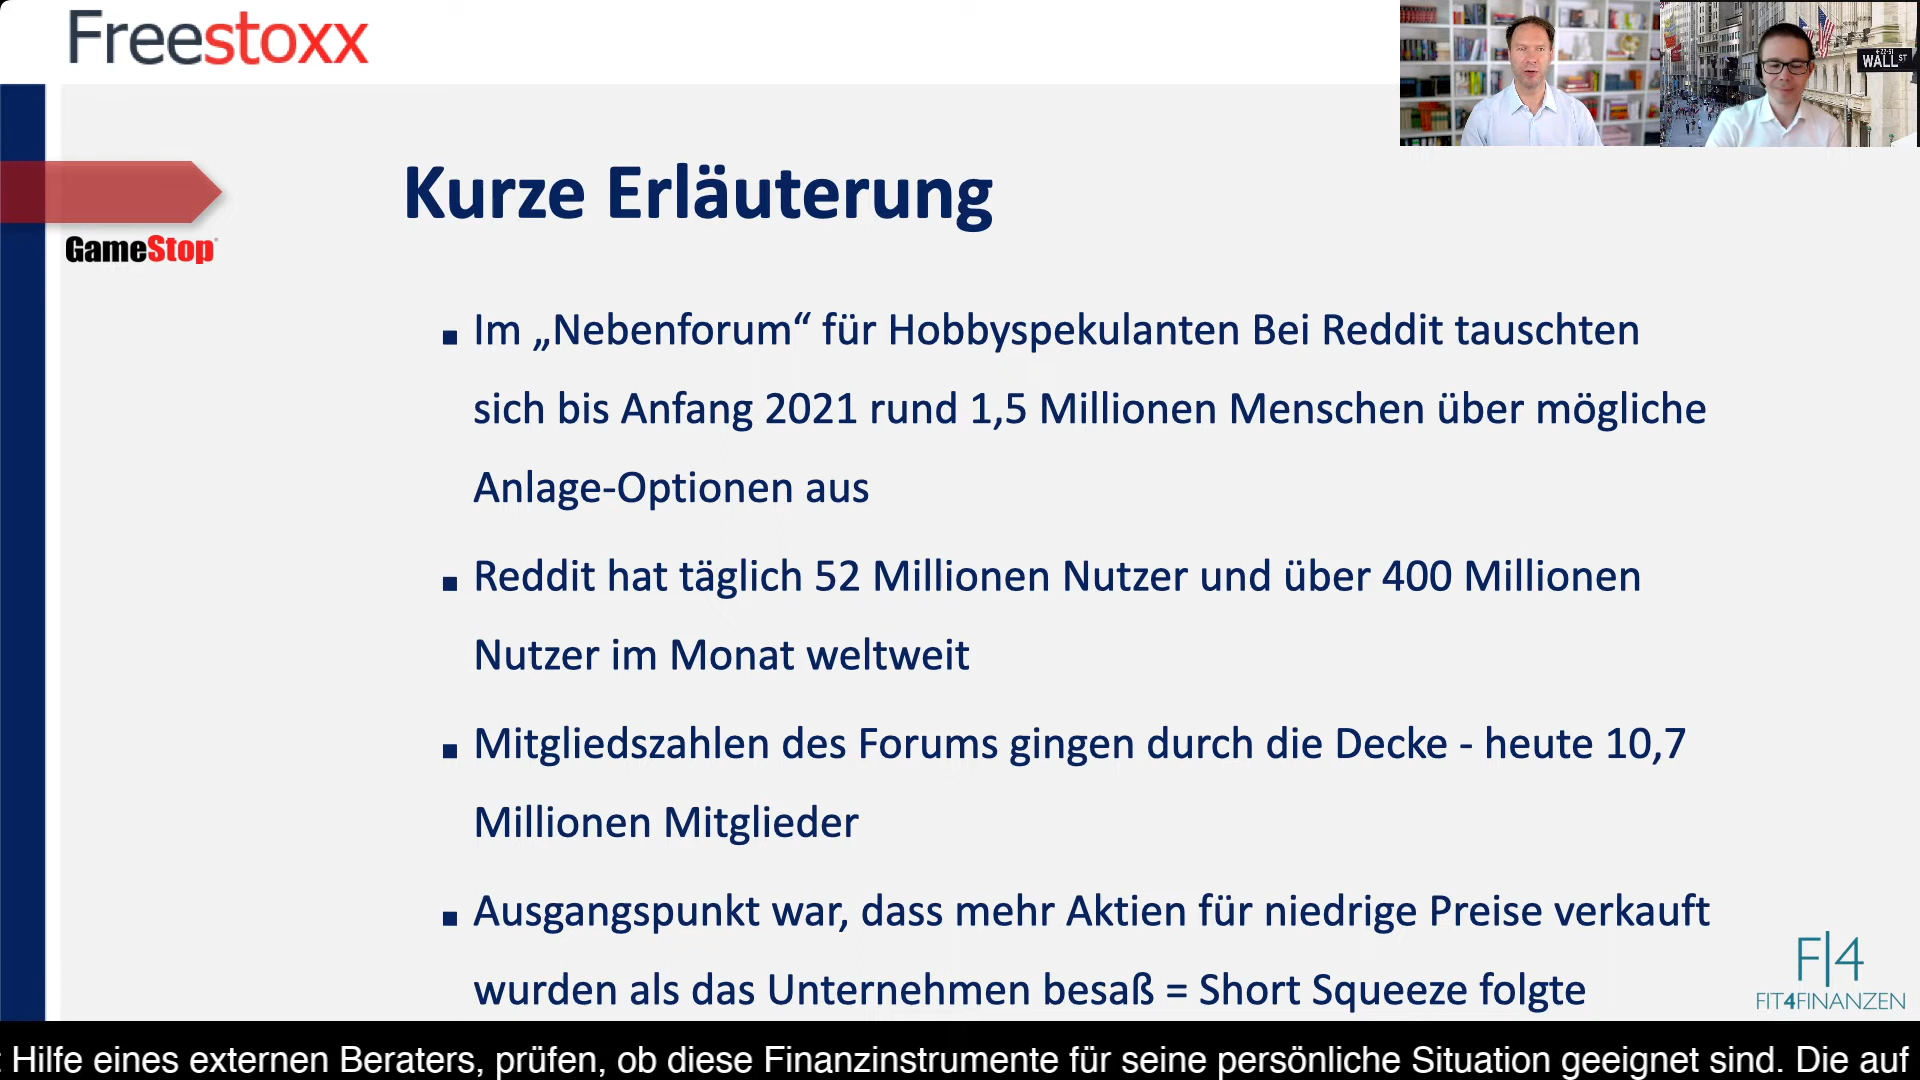 Freestoxx
WALL ST
GameStop
Kurze Erläuterung
▪ Im „Nebenforum“ für Hobbyspekulanten Bei Reddit tauschten
sich bis Anfang 2021 rund 1,5 Millionen Menschen über mögliche
Anlage-Optionen aus
▪ Reddit hat täglich 52 Millionen Nutzer und über 400 Millionen
Nutzer im Monat weltweit
▪ Mitgliedszahlen des Forums gingen durch die Decke - heute 10,7
Millionen Mitglieder
▪ Ausgangspunkt war, dass mehr Aktien für niedrige Preise verkauft
wurden als das Unternehmen besaß = Short Squeeze folgte
F|4
FIT4FINANZEN
Hilfe eines externen Beraters, prüfen, ob diese Finanzinstrumente für seine persönliche Situation geeignet sind. Die auf